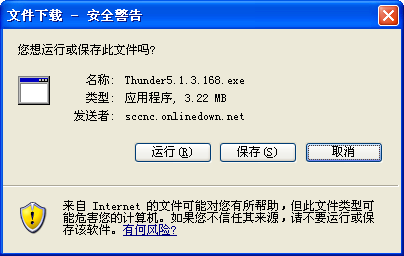 文件下载 - 安全警告
您想运行或保存此文件吗?
名称: Thunder5.1.3.168.exe
类型: 应用程序, 3.22 MB
发送者: sccnc.onlinedown.net
运行(R) 保存(S) 取消
来自 Internet 的文件可能对您有所帮助,但此文件类型可
能危害您的计算机。如果您不信任其来源,请不要运行或保
存该软件。有何风险?